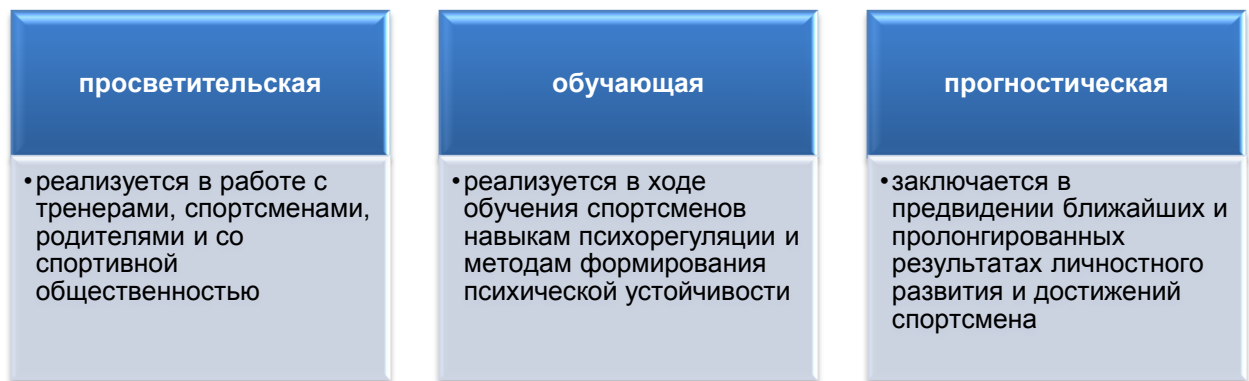 просветительская
•реализуется в работе с
тренерами, спортсменами,
родителями и со
спортивной
общественностью
обучающая
•реализуется в ходе
обучения спортсменов
навыкам психорегуляции и
методам формирования
психической устойчивости
прогностическая
•заключается в
предвидении ближайших и
пролонгированных
результатах личностного
развития и достижений
спортсмена